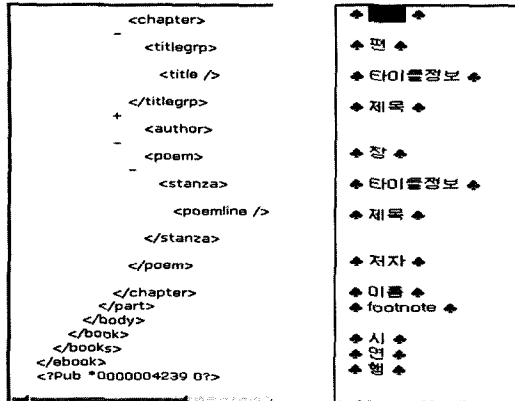 <chapter>
-
<titlegrp>
<title />
</titlegrp>
+
<author>
-
<poem>
-
<stanza>
<poemline />
</stanza>
</poem>
</chapter>
</part>
</body>
</book>
</books>
</ebook>
<?Pub *0000004239 0?>
♣ ♣
♣ 편 ♣
♣ 타이틀정보 ♣
♣ 제목 ♣
♣ 장 ♣
♣ 타이틀정보 ♣
♣ 제목 ♣
♣ 저자 ♣
♣ 이름 ♣
♣ footnote ♣
♣ 시 ♣
♣ 연 ♣
♣ 행 ♣